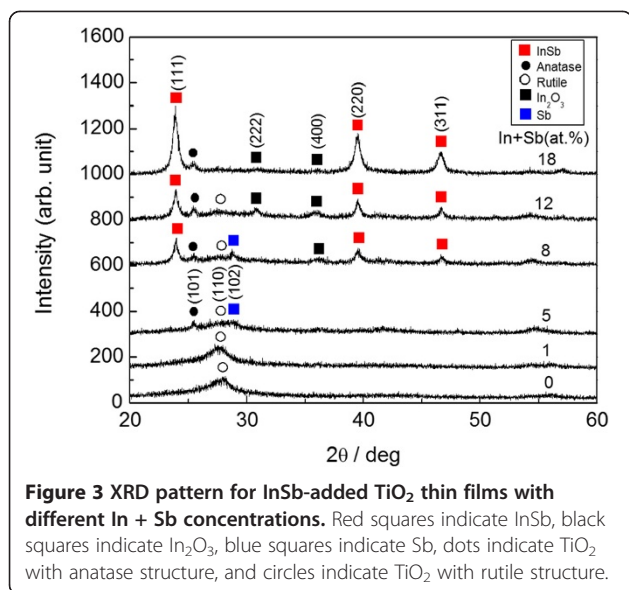 1600
1400
1200
1000
800
600
400
200
0
Intensity (arb. unit)
20
30
40
50
60
2θ / deg
InSb
Anatase
Rutile
In₂O₃
Sb
In+Sb(at.%)
18
12
8
5
1
0
(111)
(222)
(400)
(220)
(311)
(101)
(110)
(102)
Figure 3 XRD pattern for InSb-added TiO₂ thin films with
different In + Sb concentrations. Red squares indicate InSb, black
squares indicate In₂O₃, blue squares indicate Sb, dots indicate TiO₂
with anatase structure, and circles indicate TiO₂ with rutile structure.